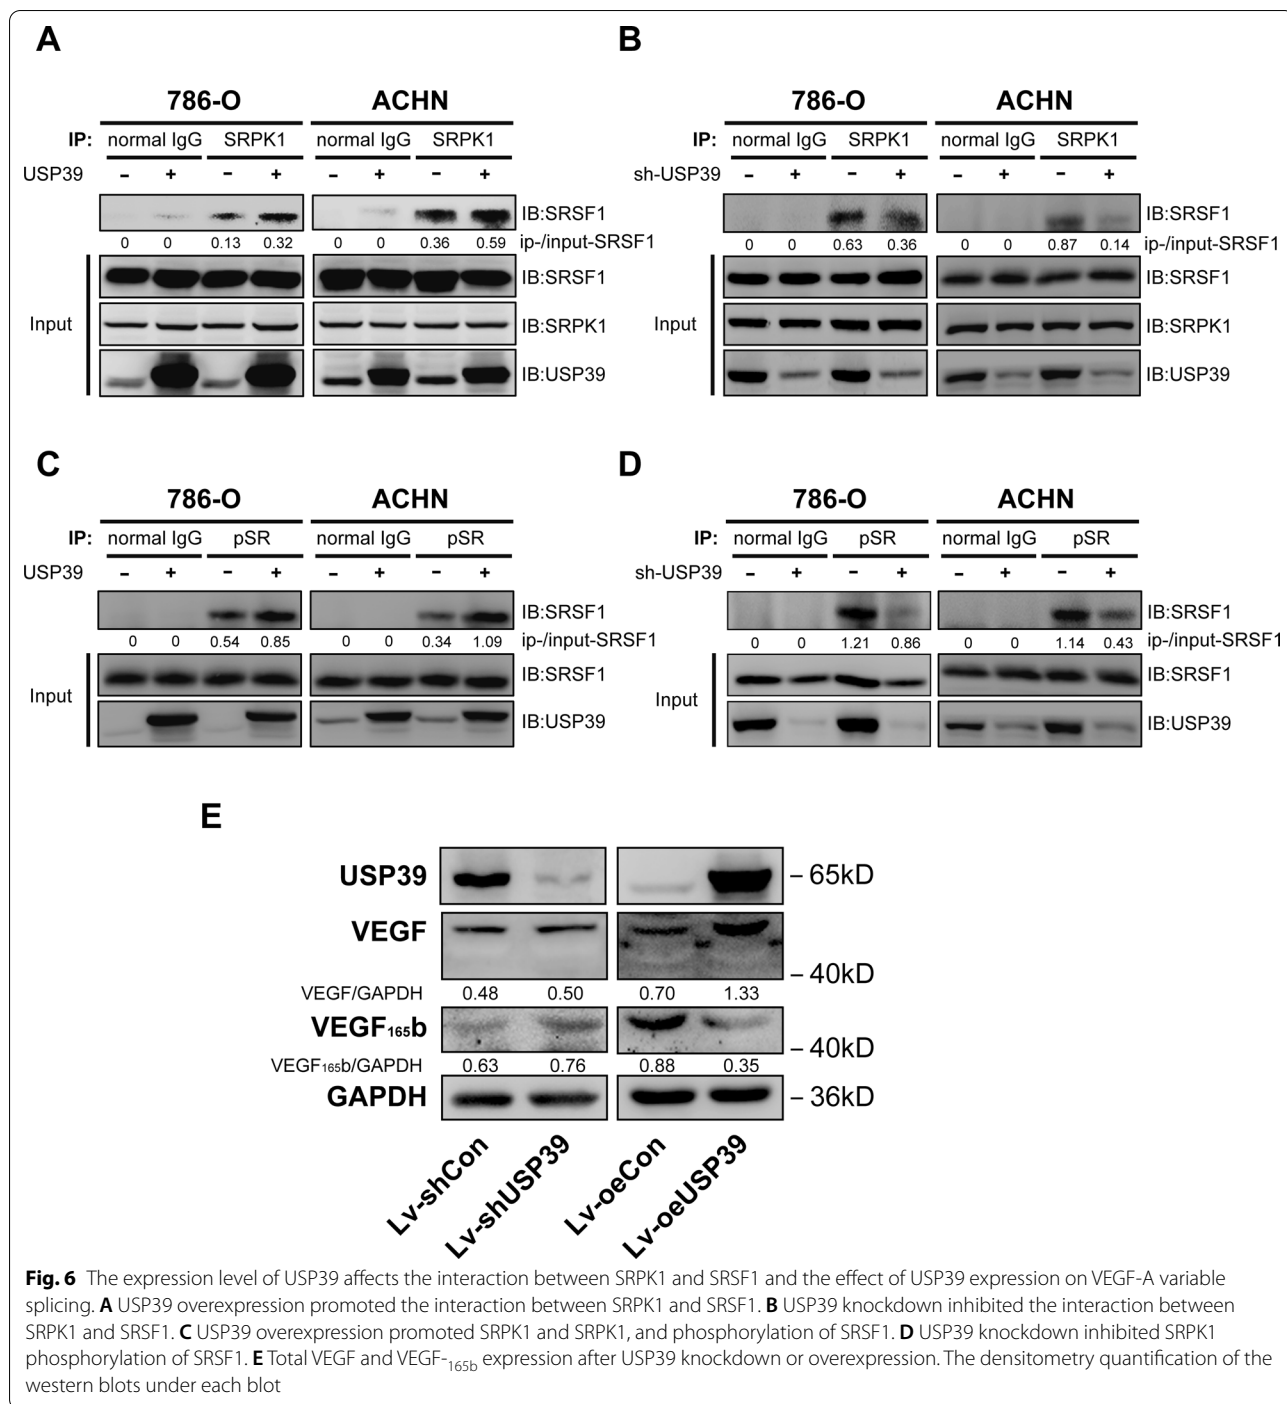 A
B
786-O ACHN
IP: normal IgG SRPK1 normal IgG SRPK1
USP39 – + – + – + – +
IB:SRSF1
0 0 0.13 0.32 0 0 0.36 0.59 ip-/input-SRSF1
IB:SRSF1
Input
IB:SRPK1
IB:USP39
786-O ACHN
IP: normal IgG SRPK1 normal IgG SRPK1
sh-USP39 – + – + – + – +
IB:SRSF1
0 0 0.63 0.36 0 0 0.87 0.14 ip-/input-SRSF1
IB:SRSF1
Input
IB:SRPK1
IB:USP39
C
D
786-O ACHN
IP: normal IgG pSR normal IgG pSR
USP39 – + – + – + – +
IB:SRSF1
0 0 0.54 0.85 0 0 0.34 1.09 ip-/input-SRSF1
IB:SRSF1
Input
IB:USP39
786-O ACHN
IP: normal IgG pSR normal IgG pSR
sh-USP39 – + – + – + – +
IB:SRSF1
0 0 1.21 0.86 0 0 1.14 0.43 ip-/input-SRSF1
IB:SRSF1
Input
IB:USP39
E
USP39 – 65kD
VEGF
– 40kD
VEGF/GAPDH 0.48 0.50 0.70 1.33
VEGF165b
– 40kD
VEGF165b/GAPDH 0.63 0.76 0.88 0.35
GAPDH – 36kD
Lv-shCon Lv-shUSP39 Lv-oeCon Lv-oeUSP39
Fig. 6 The expression level of USP39 affects the interaction between SRPK1 and SRSF1 and the effect of USP39 expression on VEGF-A variable
splicing. A USP39 overexpression promoted the interaction between SRPK1 and SRSF1. B USP39 knockdown inhibited the interaction between
SRPK1 and SRSF1. C USP39 overexpression promoted SRPK1 and SRPK1, and phosphorylation of SRSF1. D USP39 knockdown inhibited SRPK1
phosphorylation of SRSF1. E Total VEGF and VEGF-165b expression after USP39 knockdown or overexpression. The densitometry quantification of the
western blots under each blot